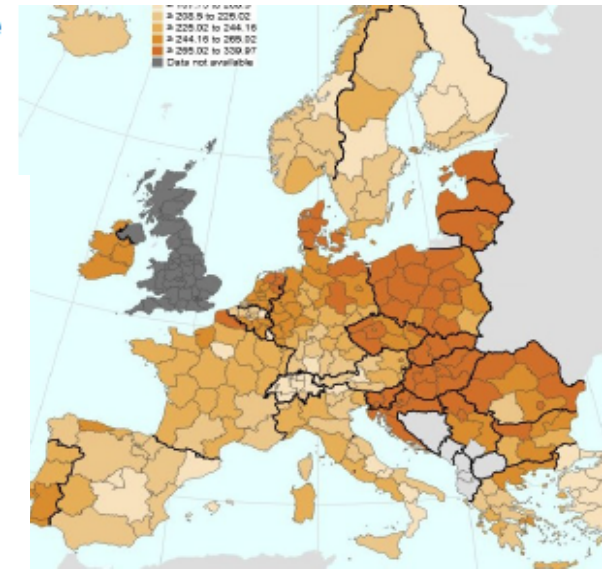 ≥ 208.5 to 225.02
≥ 225.02 to 244.16
≥ 244.16 to 265.02
≥ 265.02 to 339.97
Data not available